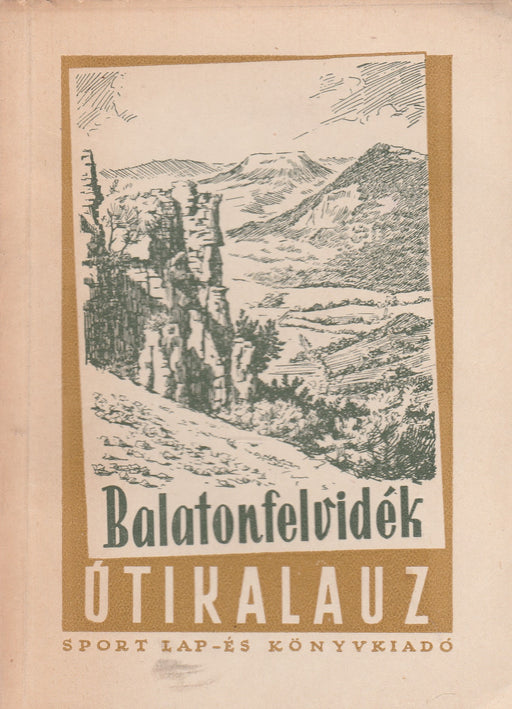 Balatonfelvidék
ÚTIKALAUZ
SPORT LAP-ÉS KÖNYVKIADÓ